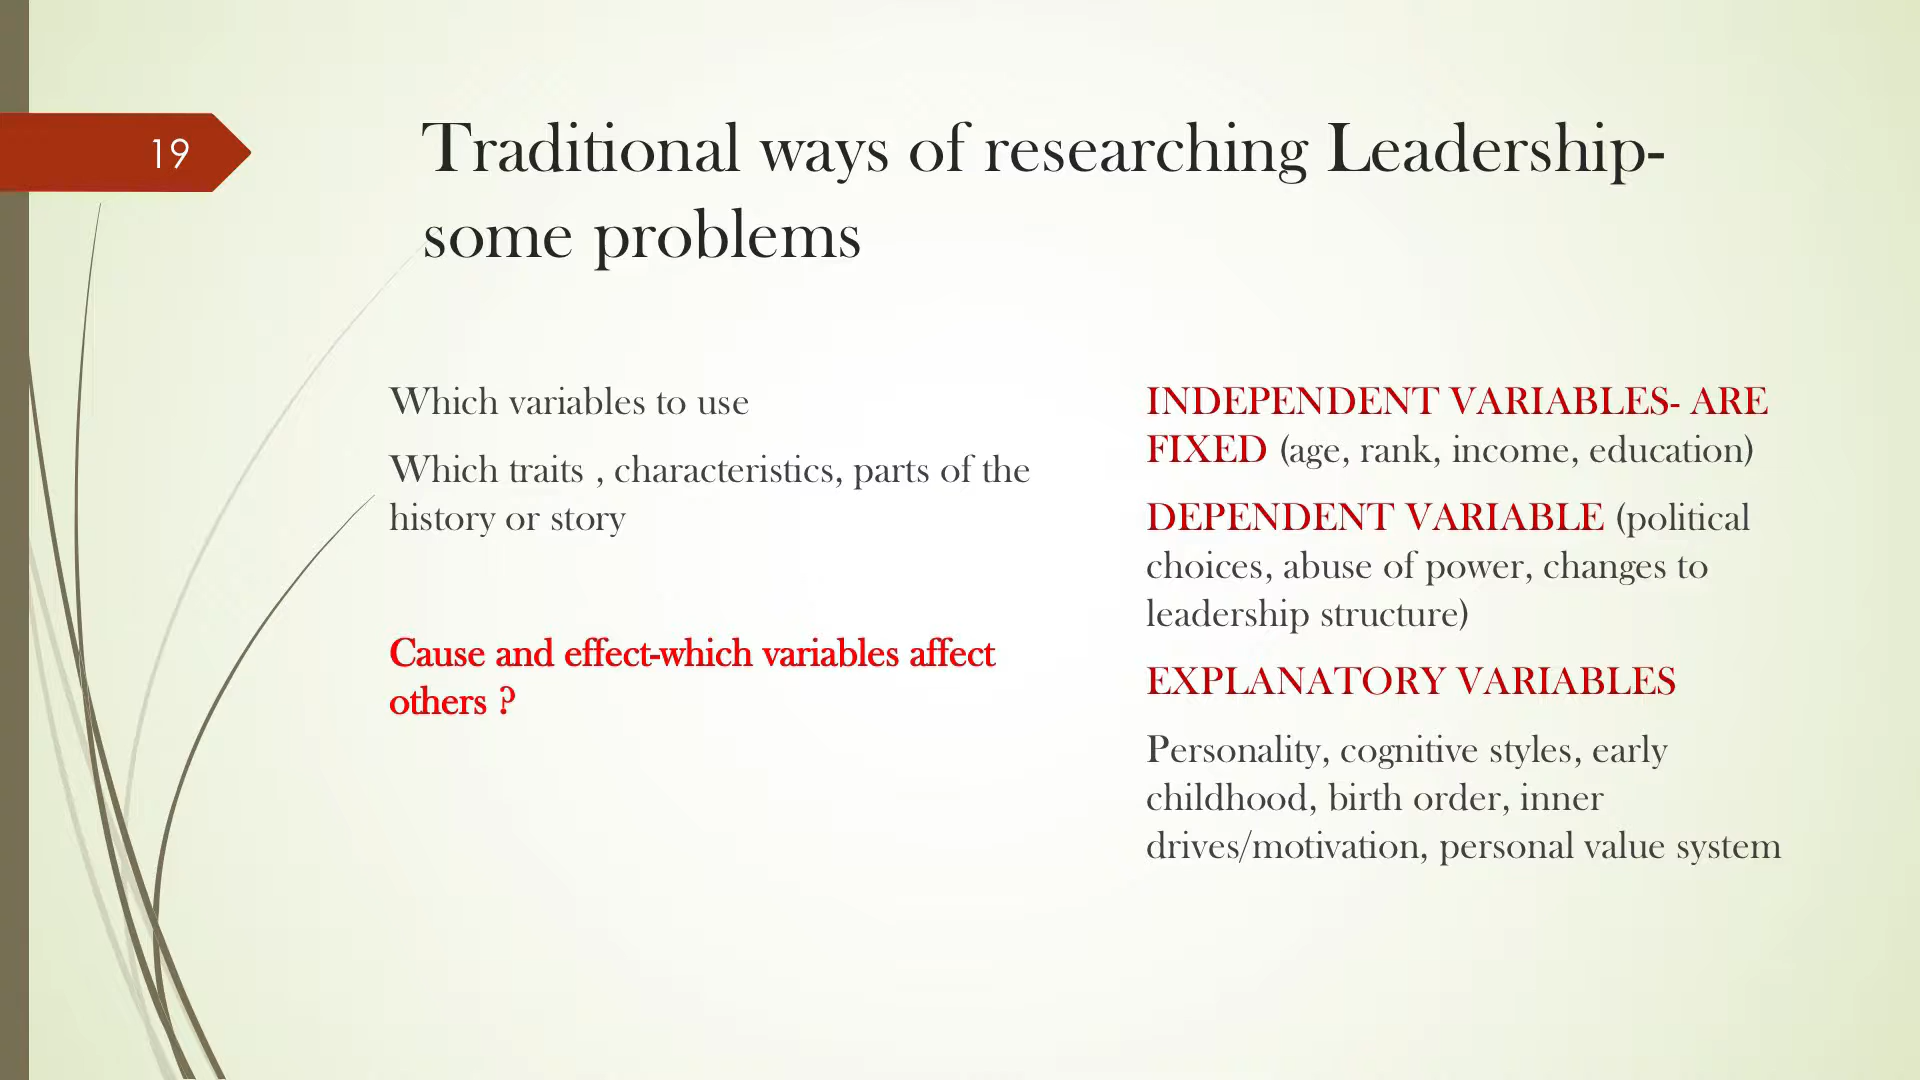 19
Traditional ways of researching Leadership-
some problems
Which variables to use
Which traits , characteristics, parts of the
history or story
Cause and effect-which variables affect
others ?
INDEPENDENT VARIABLES- ARE
FIXED (age, rank, income, education)
DEPENDENT VARIABLE (political
choices, abuse of power, changes to
leadership structure)
EXPLANATORY VARIABLES
Personality, cognitive styles, early
childhood, birth order, inner
drives/motivation, personal value system